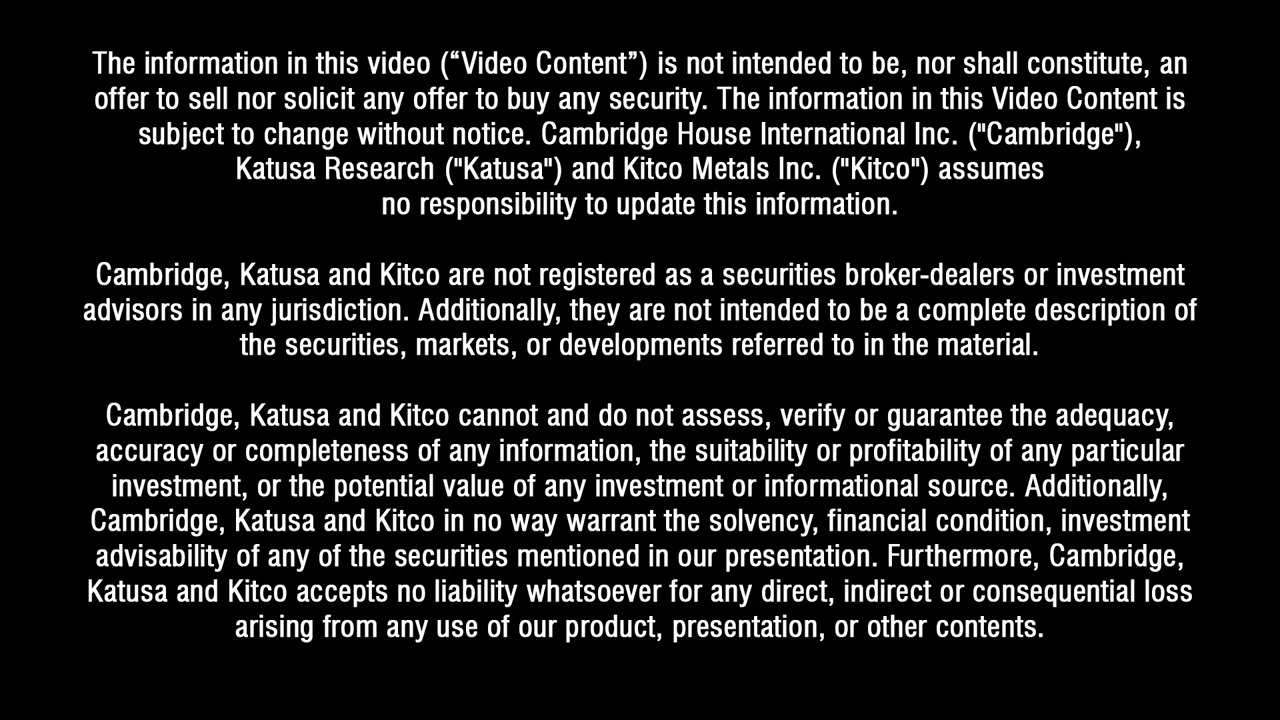 The information in this video (“Video Content”) is not intended to be, nor shall constitute, an
offer to sell nor solicit any offer to buy any security. The information in this Video Content is
subject to change without notice. Cambridge House International Inc. ("Cambridge"),
Katusa Research ("Katusa") and Kitco Metals Inc. ("Kitco") assumes
no responsibility to update this information.
Cambridge, Katusa and Kitco are not registered as a securities broker-dealers or investment
advisors in any jurisdiction. Additionally, they are not intended to be a complete description of
the securities, markets, or developments referred to in the material.
Cambridge, Katusa and Kitco cannot and do not assess, verify or guarantee the adequacy,
accuracy or completeness of any information, the suitability or profitability of any particular
investment, or the potential value of any investment or informational source. Additionally,
Cambridge, Katusa and Kitco in no way warrant the solvency, financial condition, investment
advisability of any of the securities mentioned in our presentation. Furthermore, Cambridge,
Katusa and Kitco accepts no liability whatsoever for any direct, indirect or consequential loss
arising from any use of our product, presentation, or other contents.